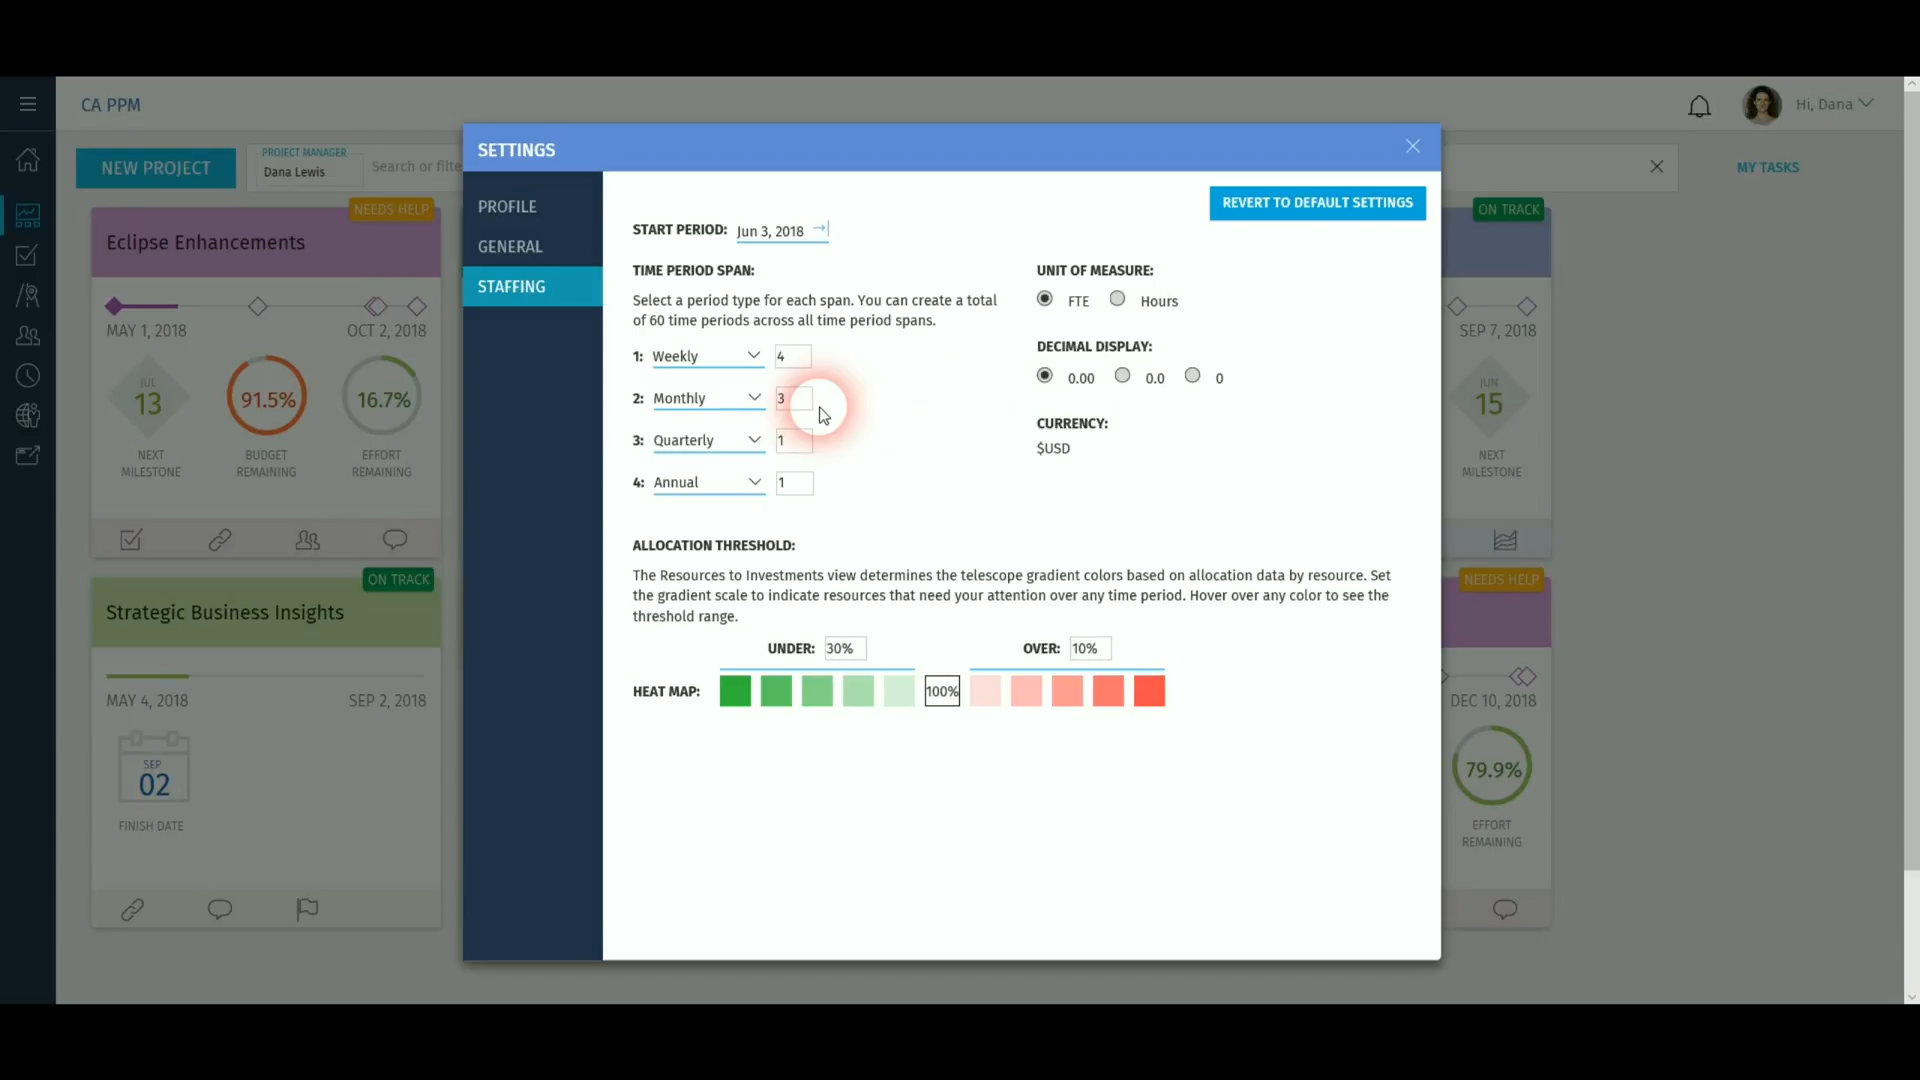 CA PPM
Hi, Dana
NEW PROJECT
PROJECT MANAGER
Dana Lewis
Search or filte
MY TASKS
NEEDS HELP
Eclipse Enhancements
MAY 1, 2018
OCT 2, 2018
JUL
13
91.5%
16.7%
NEXT
MILESTONE
BUDGET
REMAINING
EFFORT
REMAINING
ON TRACK
Strategic Business Insights
MAY 4, 2018
SEP 2, 2018
SEP
02
FINISH DATE
SETTINGS
PROFILE
GENERAL
STAFFING
REVERT TO DEFAULT SETTINGS
START PERIOD: Jun 3, 2018
TIME PERIOD SPAN:
Select a period type for each span. You can create a total
of 60 time periods across all time period spans.
1: Weekly 4
2: Monthly 3
3: Quarterly 1
4: Annual 1
UNIT OF MEASURE:
FTE Hours
DECIMAL DISPLAY:
0.00 0.0 0
CURRENCY:
$USD
ALLOCATION THRESHOLD:
The Resources to Investments view determines the telescope gradient colors based on allocation data by resource. Set
the gradient scale to indicate resources that need your attention over any time period. Hover over any color to see the
threshold range.
UNDER: 30% OVER: 10%
HEAT MAP: 100%
ON TRACK
SEP 7, 2018
JUN
15
NEXT
MILESTONE
NEEDS HELP
DEC 10, 2018
79.9%
EFFORT
REMAINING